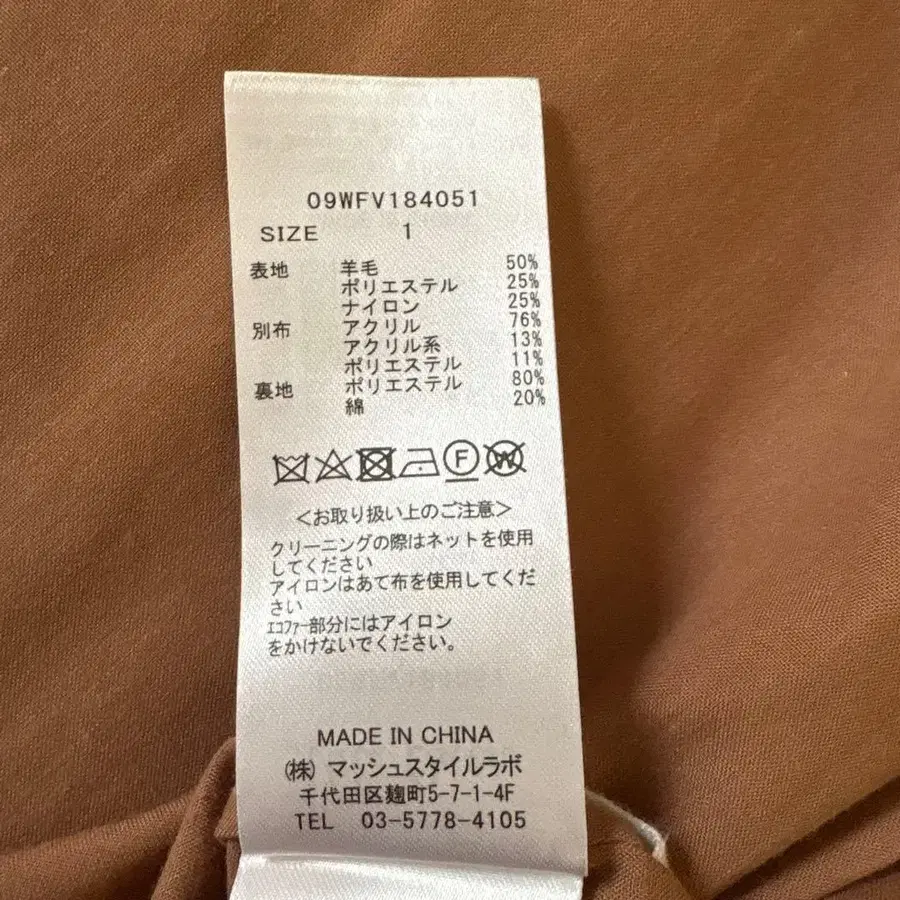 09WFV184051
SIZE 1
表地 羊毛 50%
ポリエステル 25%
ナイロン 25%
別布 アクリル 76%
アクリル系 13%
ポリエステル 11%
裏地 ポリエステル 80%
綿 20%
F W
<お取り扱い上のご注意>
クリーニングの際はネットを使用
してください
アイロンはあて布を使用してくだ
さい
ｴｺﾌｧｰ部分にはアイロン
をかけないでください。
MADE IN CHINA
(株) マッシュスタイルラボ
千代田区麹町5-7-1-4F
TEL 03-5778-4105